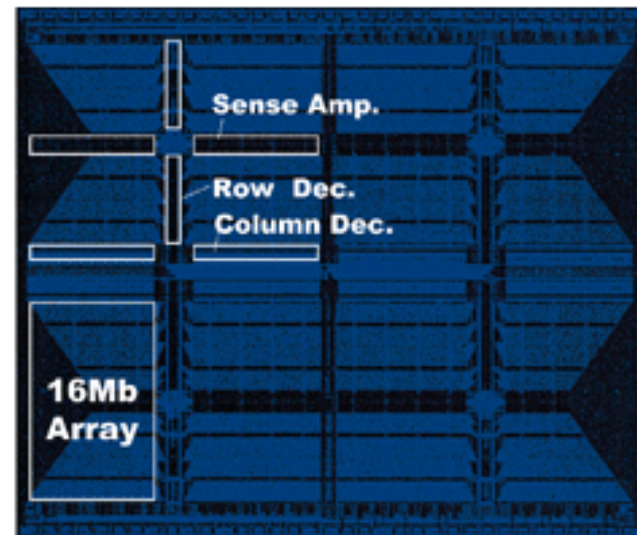 Sense Amp.
Row Dec.
Column Dec.
16Mb
Array